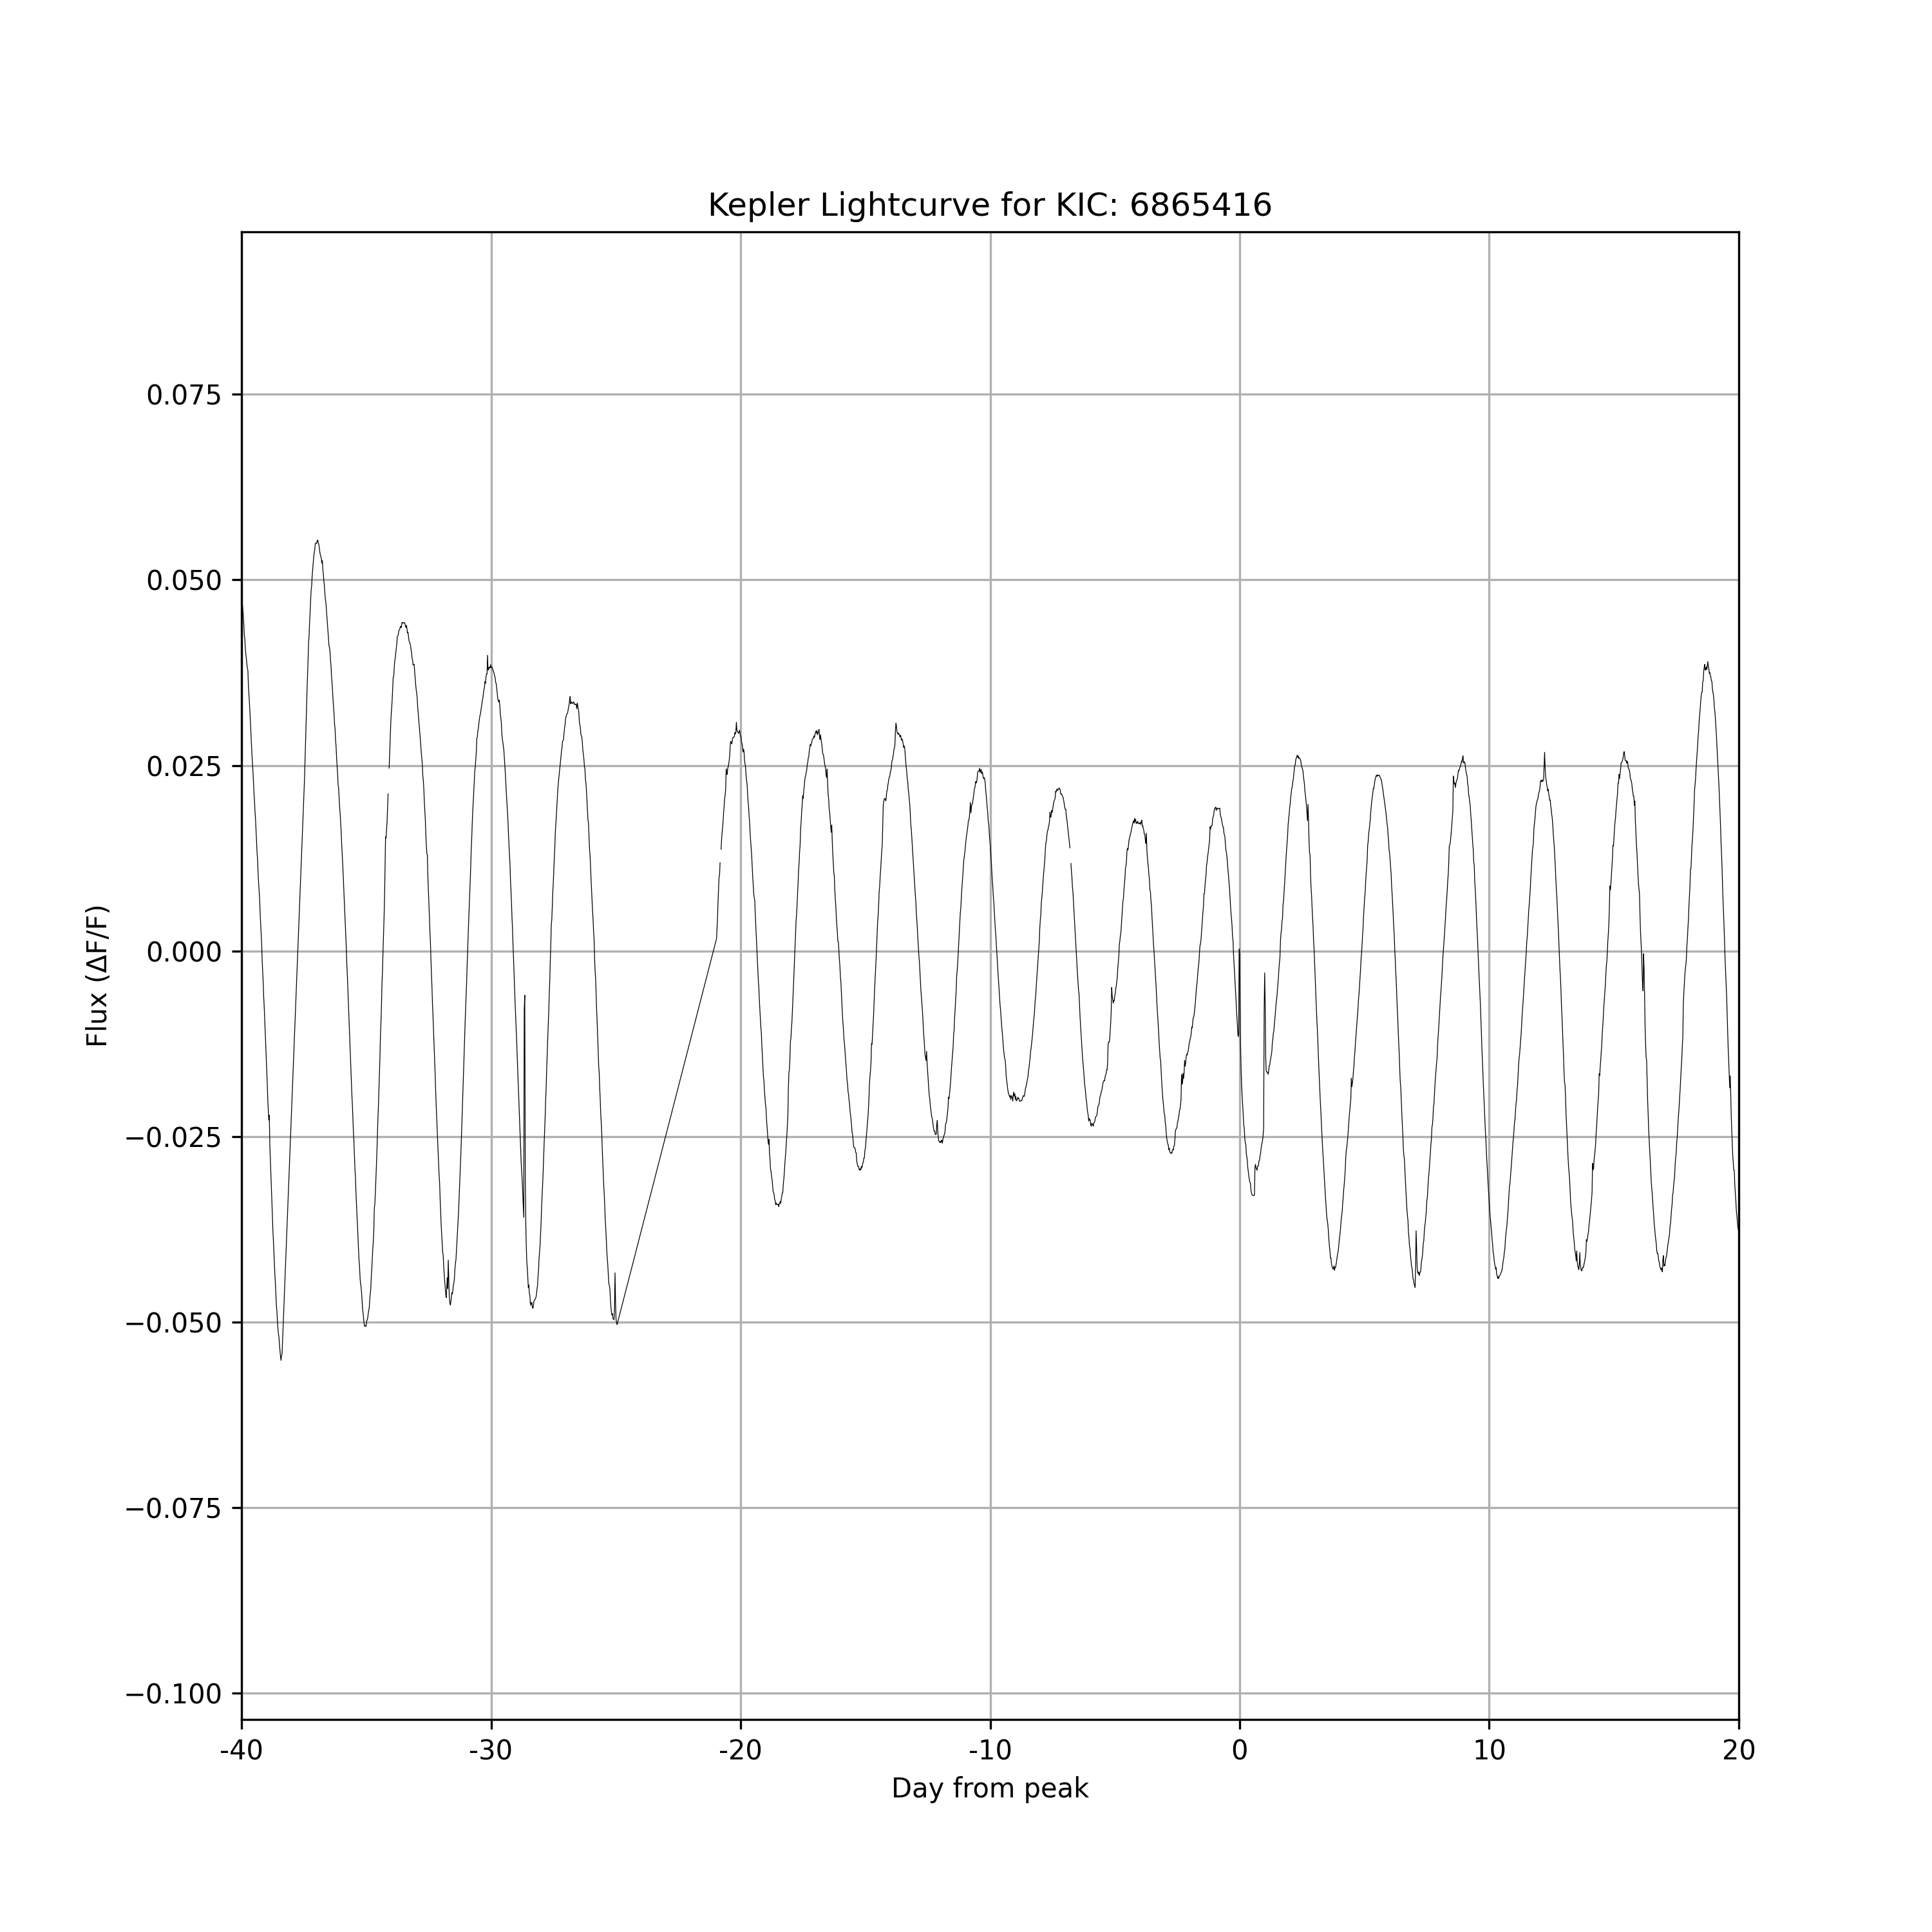 Kepler Lightcurve for KIC: 6865416
Flux (ΔF/F)
0.075
0.050
0.025
0.000
−0.025
−0.050
−0.075
−0.100
-40 -30 -20 -10 0 10 20
Day from peak